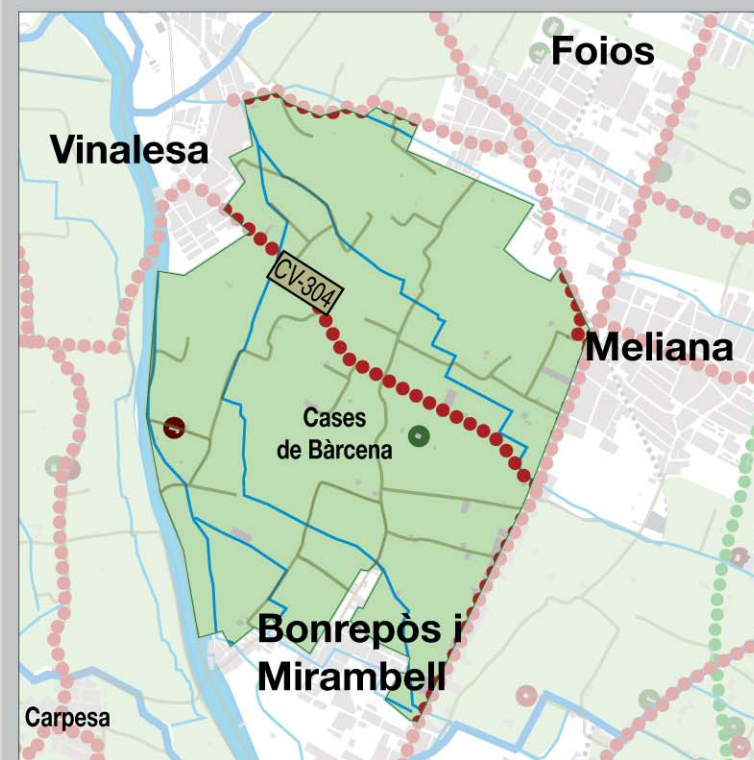 Foios
Vinalesa
CV-304
Meliana
Cases
de Bàrcena
Bonrepòs i
Mirambell
Carpesa